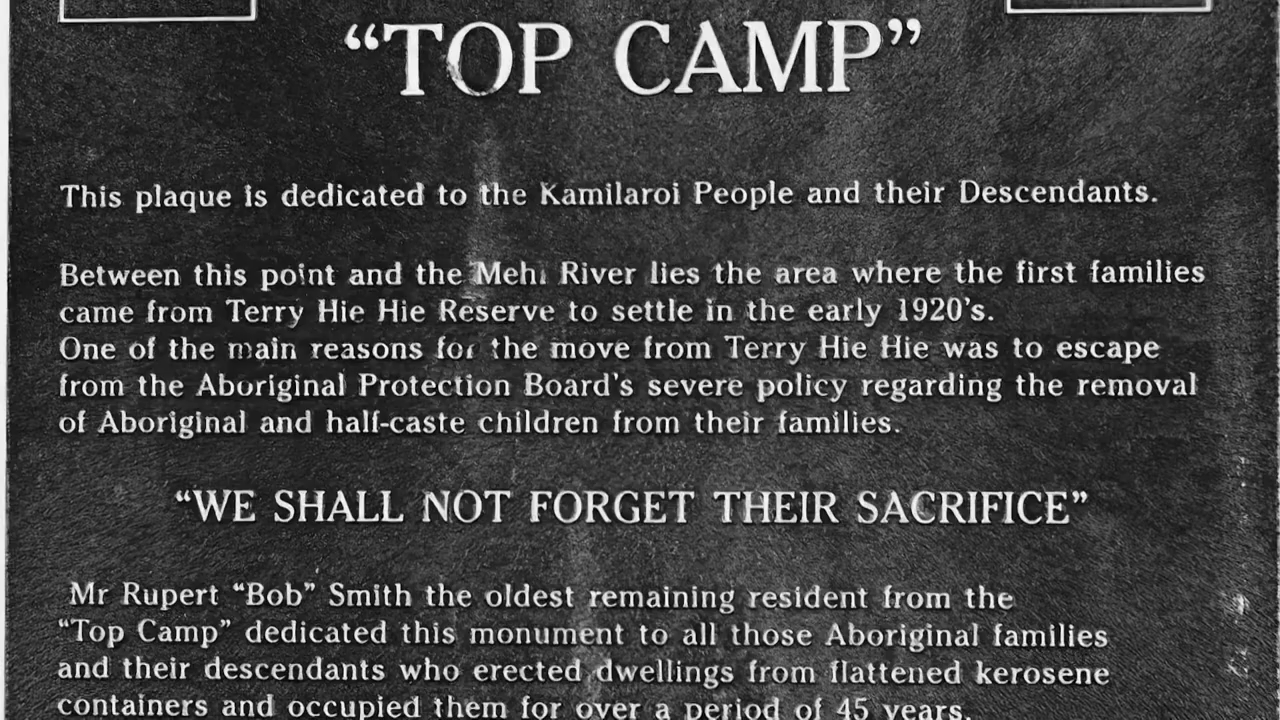 “TOP CAMP”
This plaque is dedicated to the Kamilaroi People and their Descendants.
Between this point and the Mehi River lies the area where the first families
came from Terry Hie Hie Reserve to settle in the early 1920’s.
One of the main reasons for the move from Terry Hie Hie was to escape
from the Aboriginal Protection Board’s severe policy regarding the removal
of Aboriginal and half-caste children from their families.
“WE SHALL NOT FORGET THEIR SACRIFICE”
Mr Rupert “Bob” Smith the oldest remaining resident from the
“Top Camp” dedicated this monument to all those Aboriginal families
and their descendants who erected dwellings from flattened kerosene
containers and occupied them for over a period of 45 years.